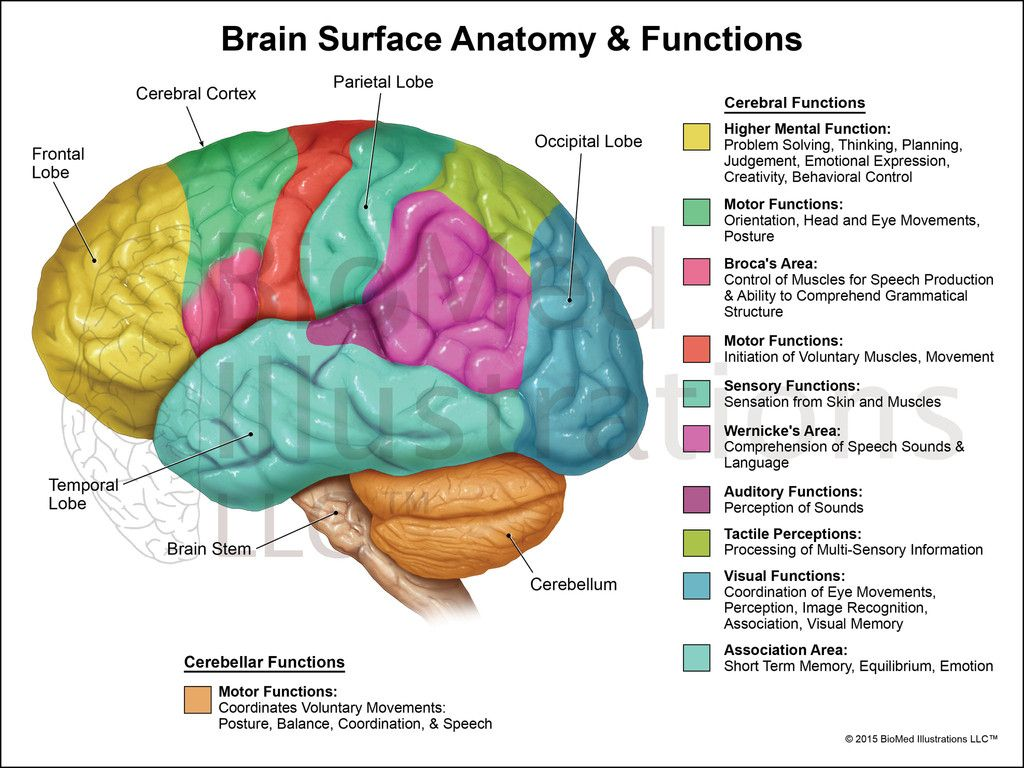 Brain Surface Anatomy & Functions
Parietal Lobe
Cerebral Cortex
Occipital Lobe
Frontal
Lobe
Temporal
Lobe
Brain Stem
Cerebellum
Cerebral Functions
Higher Mental Function:
Problem Solving, Thinking, Planning,
Judgement, Emotional Expression,
Creativity, Behavioral Control
Motor Functions:
Orientation, Head and Eye Movements,
Posture
Broca's Area:
Control of Muscles for Speech Production
& Ability to Comprehend Grammatical
Structure
Motor Functions:
Initiation of Voluntary Muscles, Movement
Sensory Functions:
Sensation from Skin and Muscles
Wernicke's Area:
Comprehension of Speech Sounds &
Language
Auditory Functions:
Perception of Sounds
Tactile Perceptions:
Processing of Multi-Sensory Information
Visual Functions:
Coordination of Eye Movements,
Perception, Image Recognition,
Association, Visual Memory
Association Area:
Short Term Memory, Equilibrium, Emotion
Cerebellar Functions
Motor Functions:
Coordinates Voluntary Movements:
Posture, Balance, Coordination, & Speech
BioMed
Illustrations
LLC™
© 2015 BioMed Illustrations LLC™